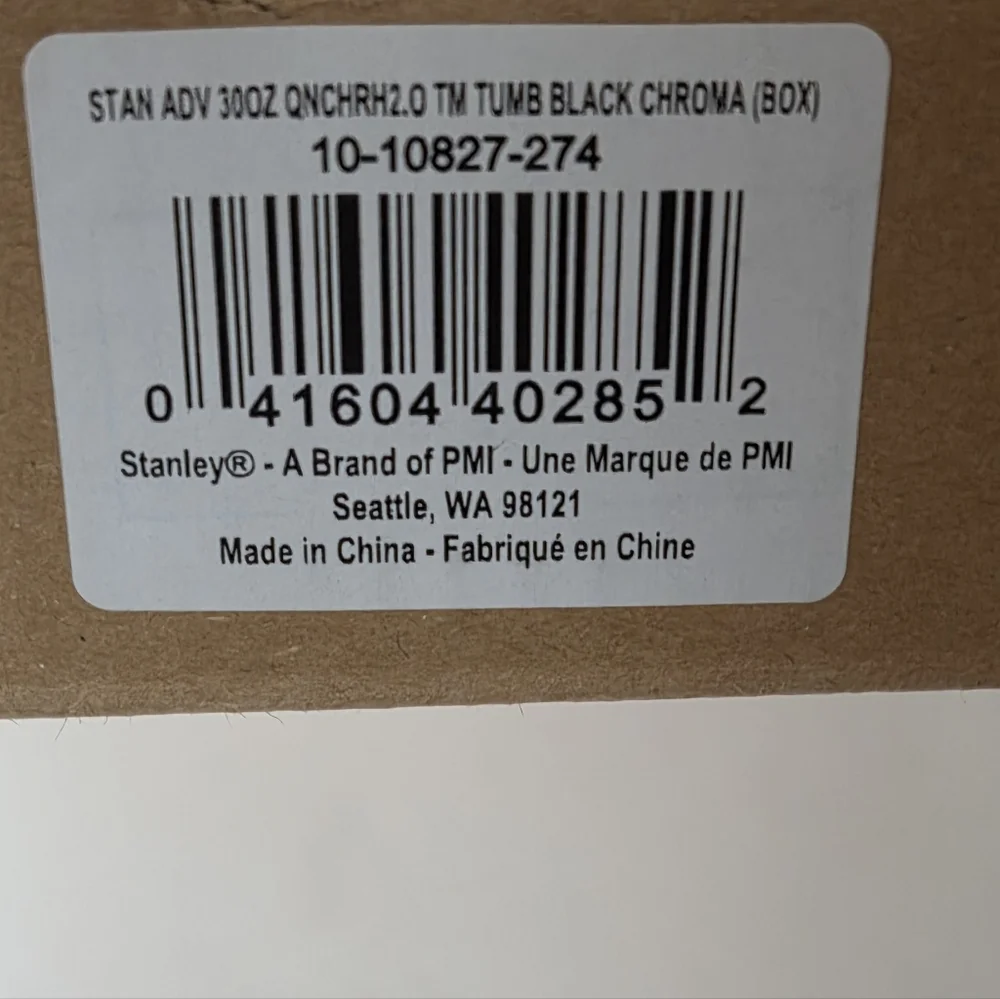 STAN ADV 30OZ QNCHRH2.O TM TUMB BLACK CHROMA (BOX)
10-10827-274
0 41604 40285 2
Stanley® - A Brand of PMI - Une Marque de PMI
Seattle, WA 98121
Made in China - Fabriqué en Chine